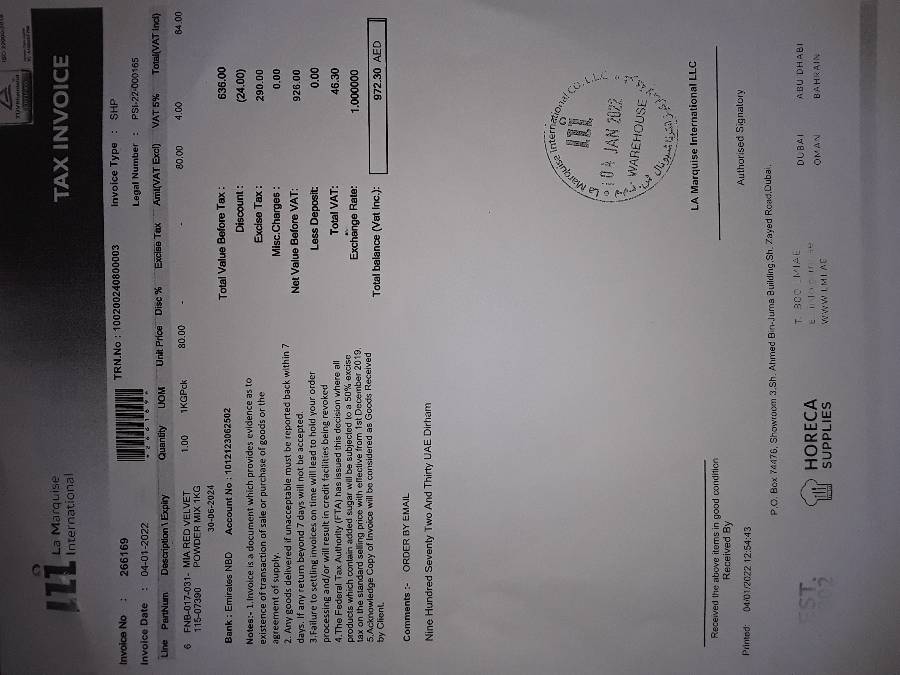 La Marquise
International
TAX INVOICE
Invoice No : 266169
*266169*
TRN.No : 100200240800003
Invoice Type : SHP
Invoice Date : 04-01-2022
Legal Number : PSI-22-000165
Line PartNum Description \ Expiry Quantity UOM Unit Price Disc % Excise Tax Amt(VAT Excl) VAT 5% Total(VAT Incl)
6 FNB-017-031- MIA RED VELVET 1.00 1KGPck 80.00 - - 80.00 4.00 84.00
115-07390 POWDER MIX 1KG
30-06-2024
Bank : Emirates NBD Account No : 1012123062502
Total Value Before Tax : 636.00
Discount : (24.00)
Excise Tax : 290.00
Misc.Charges : 0.00
Net Value Before VAT: 926.00
Less Deposit: 0.00
Total VAT: 46.30
Exchange Rate: 1.000000
Total balance (Vat Inc.): 972.30 AED
Notes:- 1.Invoice is a document which provides evidence as to
existence of transaction of sale or purchase of goods or the
agreement of supply.
2. Any goods delivered if unacceptable must be reported back within 7
days. If any return beyond 7 days will not be accepted.
3.Failure to settling invoices on time will lead to hold your order
processing and/or will result in credit facilities being revoked
4.The Federal Tax Authority (FTA) has issued this decision where all
products which contain added sugar will be subjected to a 50% excise
tax on the standard selling price with effective from 1st December 2019.
5.Acknowledge Copy of Invoice will be considered as Goods Received
by Client.
Comments :- ORDER BY EMAIL
Nine Hundred Seventy Two And Thirty UAE Dirham
La Marquise International Co. L.L.C
04 JAN 2022
WAREHOUSE
LA Marquise International LLC
Received the above items in good condition
Received By
Authorised Signatory
Printed: 04/01/2022 12:54:43
P.O. Box 74476, Showroom 3,Sh. Ahmed Bin-Juma Building,Sh. Zayed Road,Dubai.
HORECA
SUPPLIES
T. 800 LMIAE
WWW.LMI.AE
DUBAI
OMAN
ABU DHABI
BAHRAIN
EST.